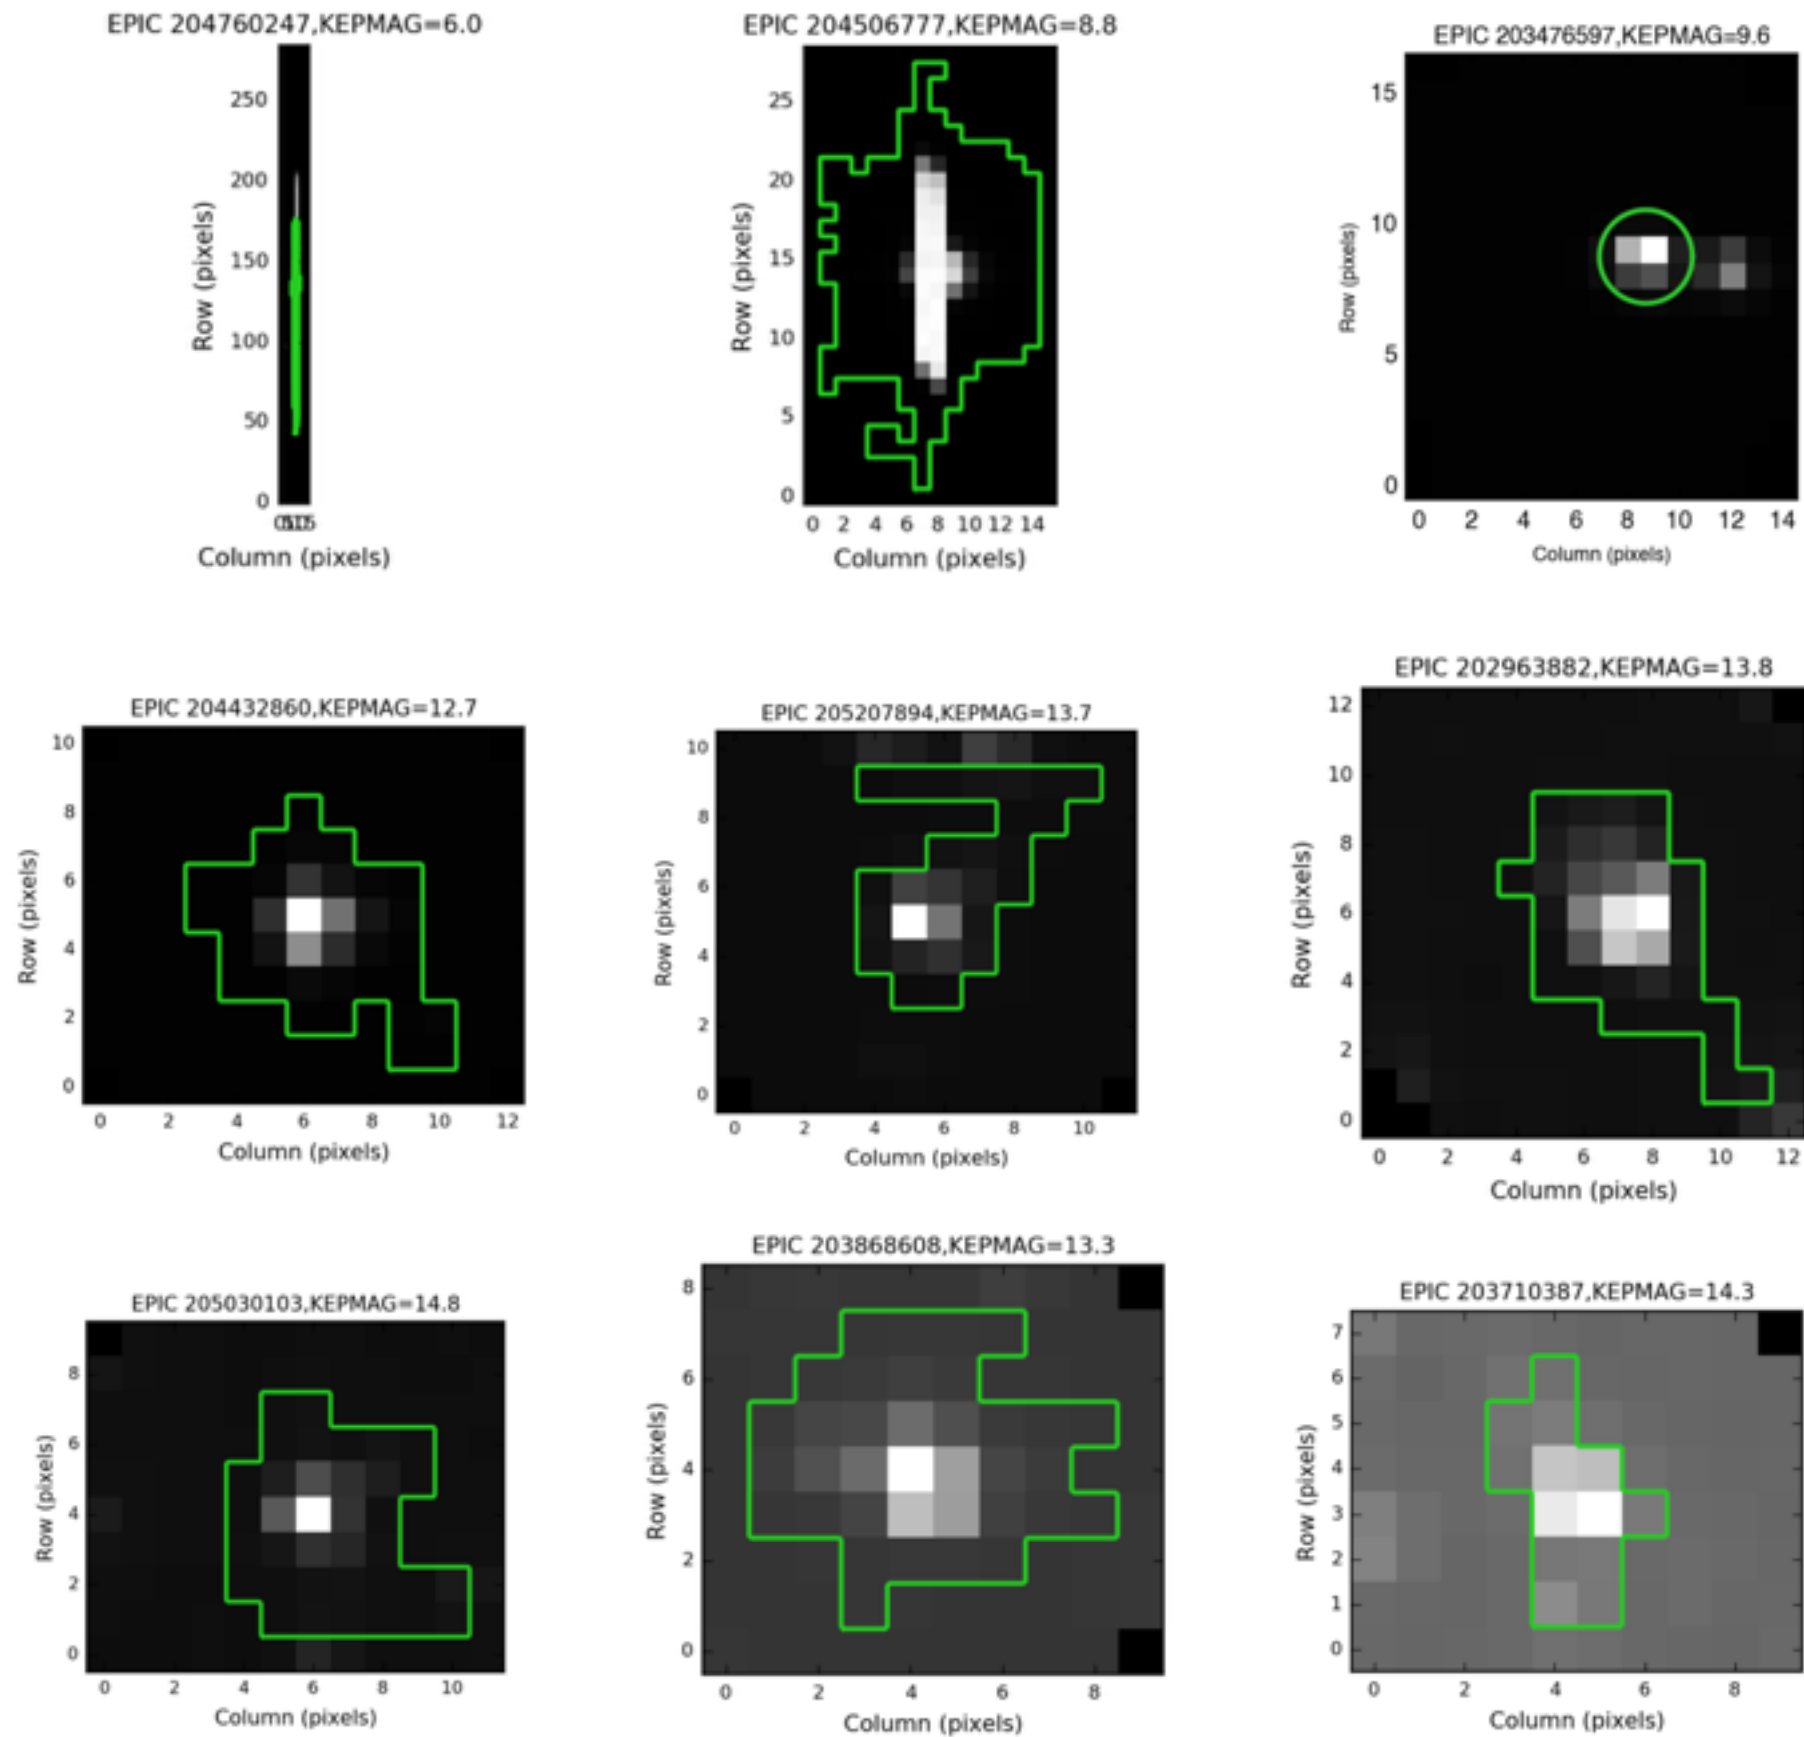 EPIC 204760247,KEPMAG=6.0
250
200
150
100
50
0
Row (pixels)
Column (pixels)
EPIC 204506777,KEPMAG=8.8
25
20
15
10
5
0
Row (pixels)
0 2 4 6 8 10 12 14
Column (pixels)
EPIC 203476597,KEPMAG=9.6
15
10
5
0
Row (pixels)
0 2 4 6 8 10 12 14
Column (pixels)
EPIC 204432860,KEPMAG=12.7
10
8
6
4
2
0
Row (pixels)
0 2 4 6 8 10 12
Column (pixels)
EPIC 205207894,KEPMAG=13.7
10
8
6
4
2
0
Row (pixels)
0 2 4 6 8 10
Column (pixels)
EPIC 202963882,KEPMAG=13.8
12
10
8
6
4
2
0
Row (pixels)
0 2 4 6 8 10 12
Column (pixels)
EPIC 205030103,KEPMAG=14.8
8
6
4
2
0
Row (pixels)
0 2 4 6 8 10
Column (pixels)
EPIC 203868608,KEPMAG=13.3
8
6
4
2
0
Row (pixels)
0 2 4 6 8
Column (pixels)
EPIC 203710387,KEPMAG=14.3
7
6
5
4
3
2
1
0
Row (pixels)
0 2 4 6 8
Column (pixels)